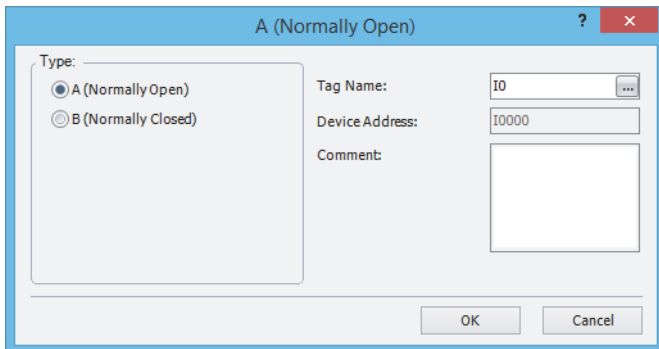 A (Normally Open)
?
Type:
A (Normally Open)
B (Normally Closed)
Tag Name:
I0
...
Device Address:
I0000
Comment:
OK
Cancel